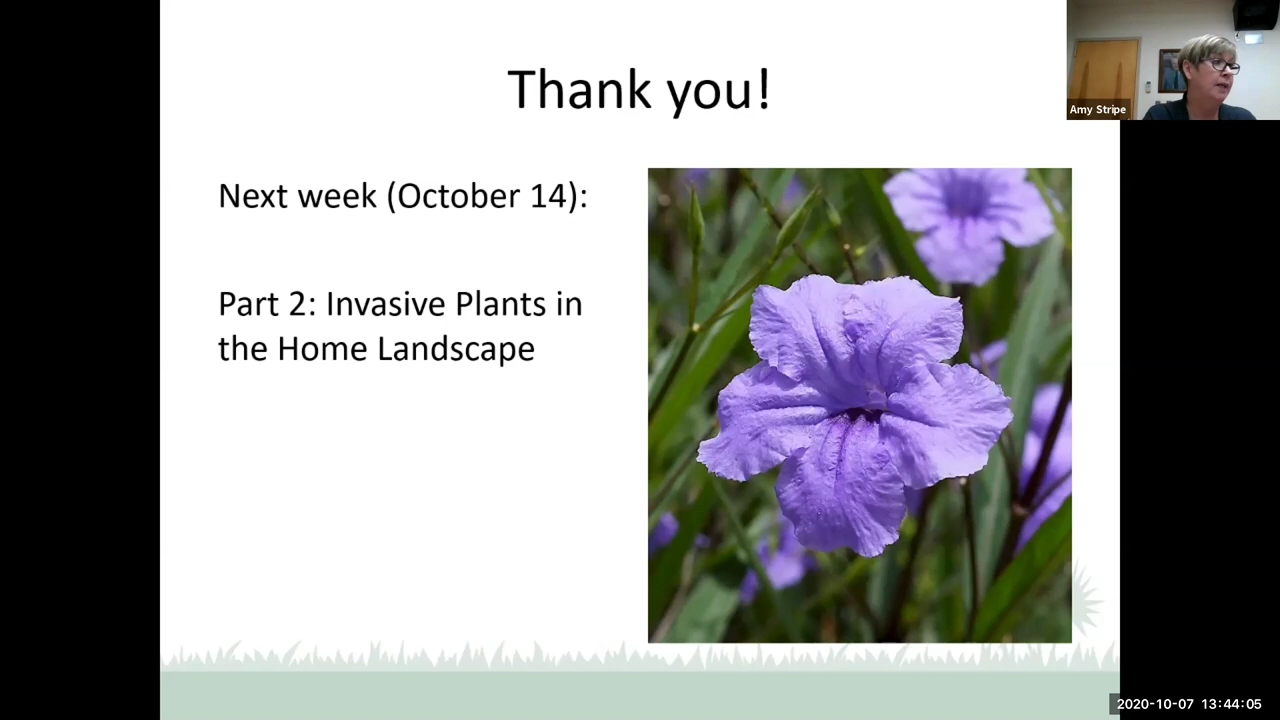 Thank you!
Amy Stripe
Next week (October 14):
Part 2: Invasive Plants in
the Home Landscape
2020-10-07 13:44:05